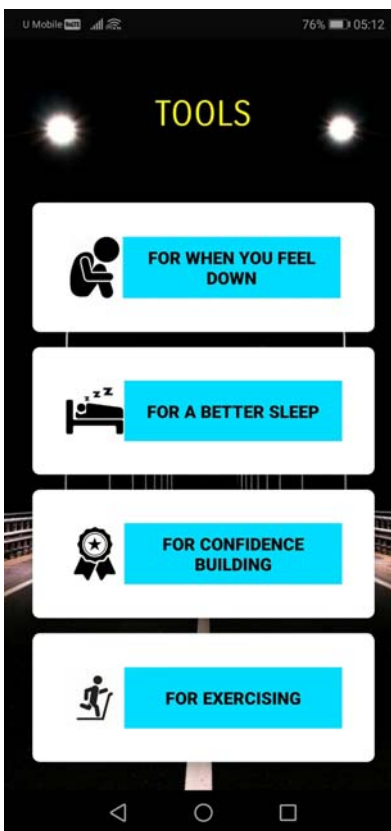 U Mobile 76% 05:12
TOOLS
FOR WHEN YOU FEEL
DOWN
z z Z
FOR A BETTER SLEEP
FOR CONFIDENCE
BUILDING
FOR EXERCISING